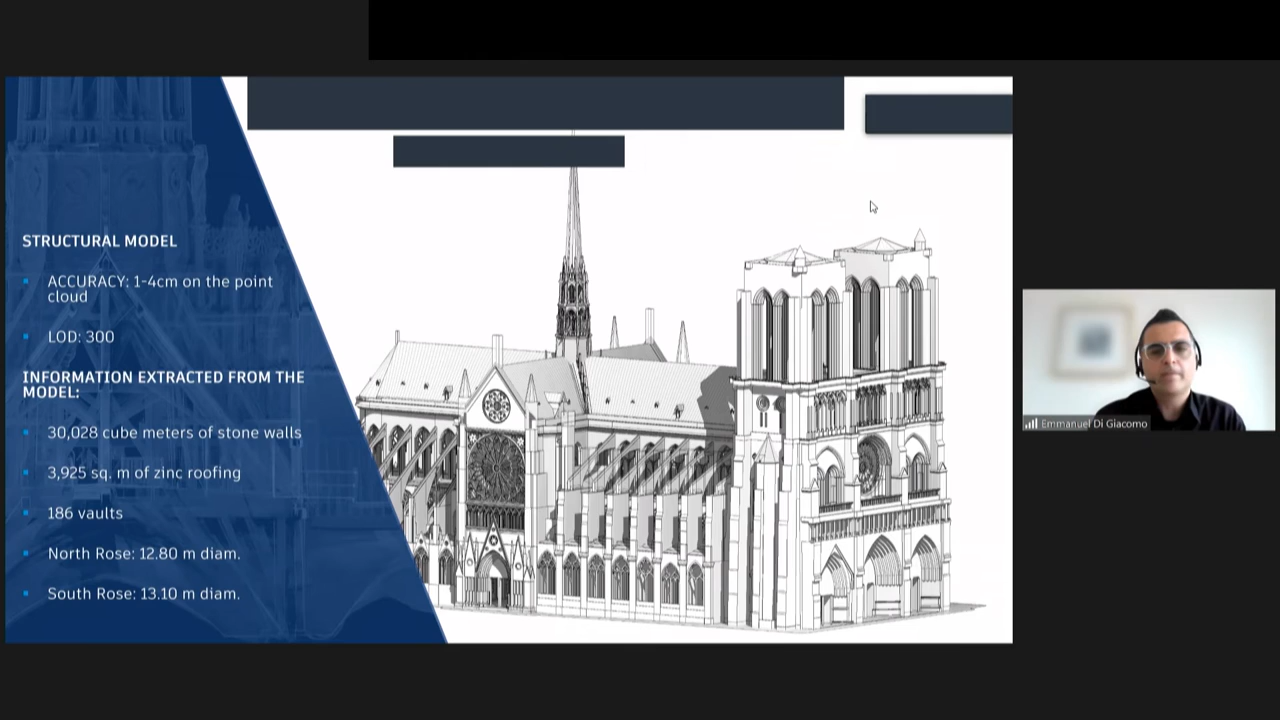 STRUCTURAL MODEL
ACCURACY: 1-4cm on the point
cloud
LOD: 300
INFORMATION EXTRACTED FROM THE
MODEL:
30,028 cube meters of stone walls
3,925 sq. m of zinc roofing
186 vaults
North Rose: 12.80 m diam.
South Rose: 13.10 m diam.
Emmanuel Di Giacomo